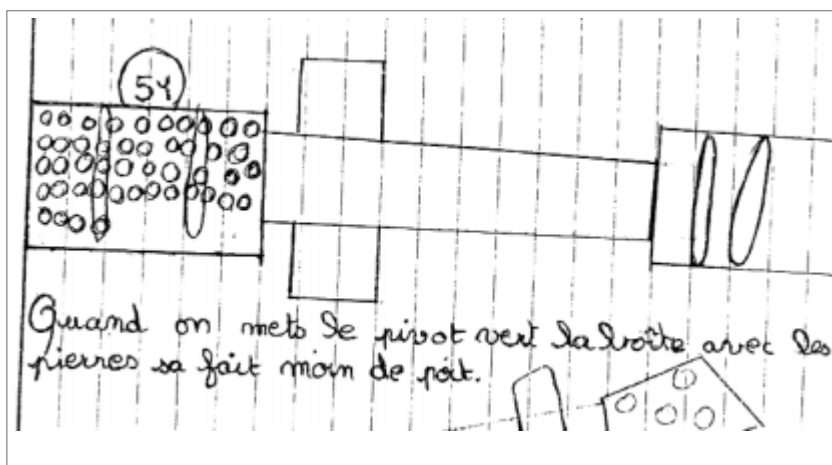 54
Quand on mets le pivot vert la boîte avec les
pierres sa fait moin de poit.